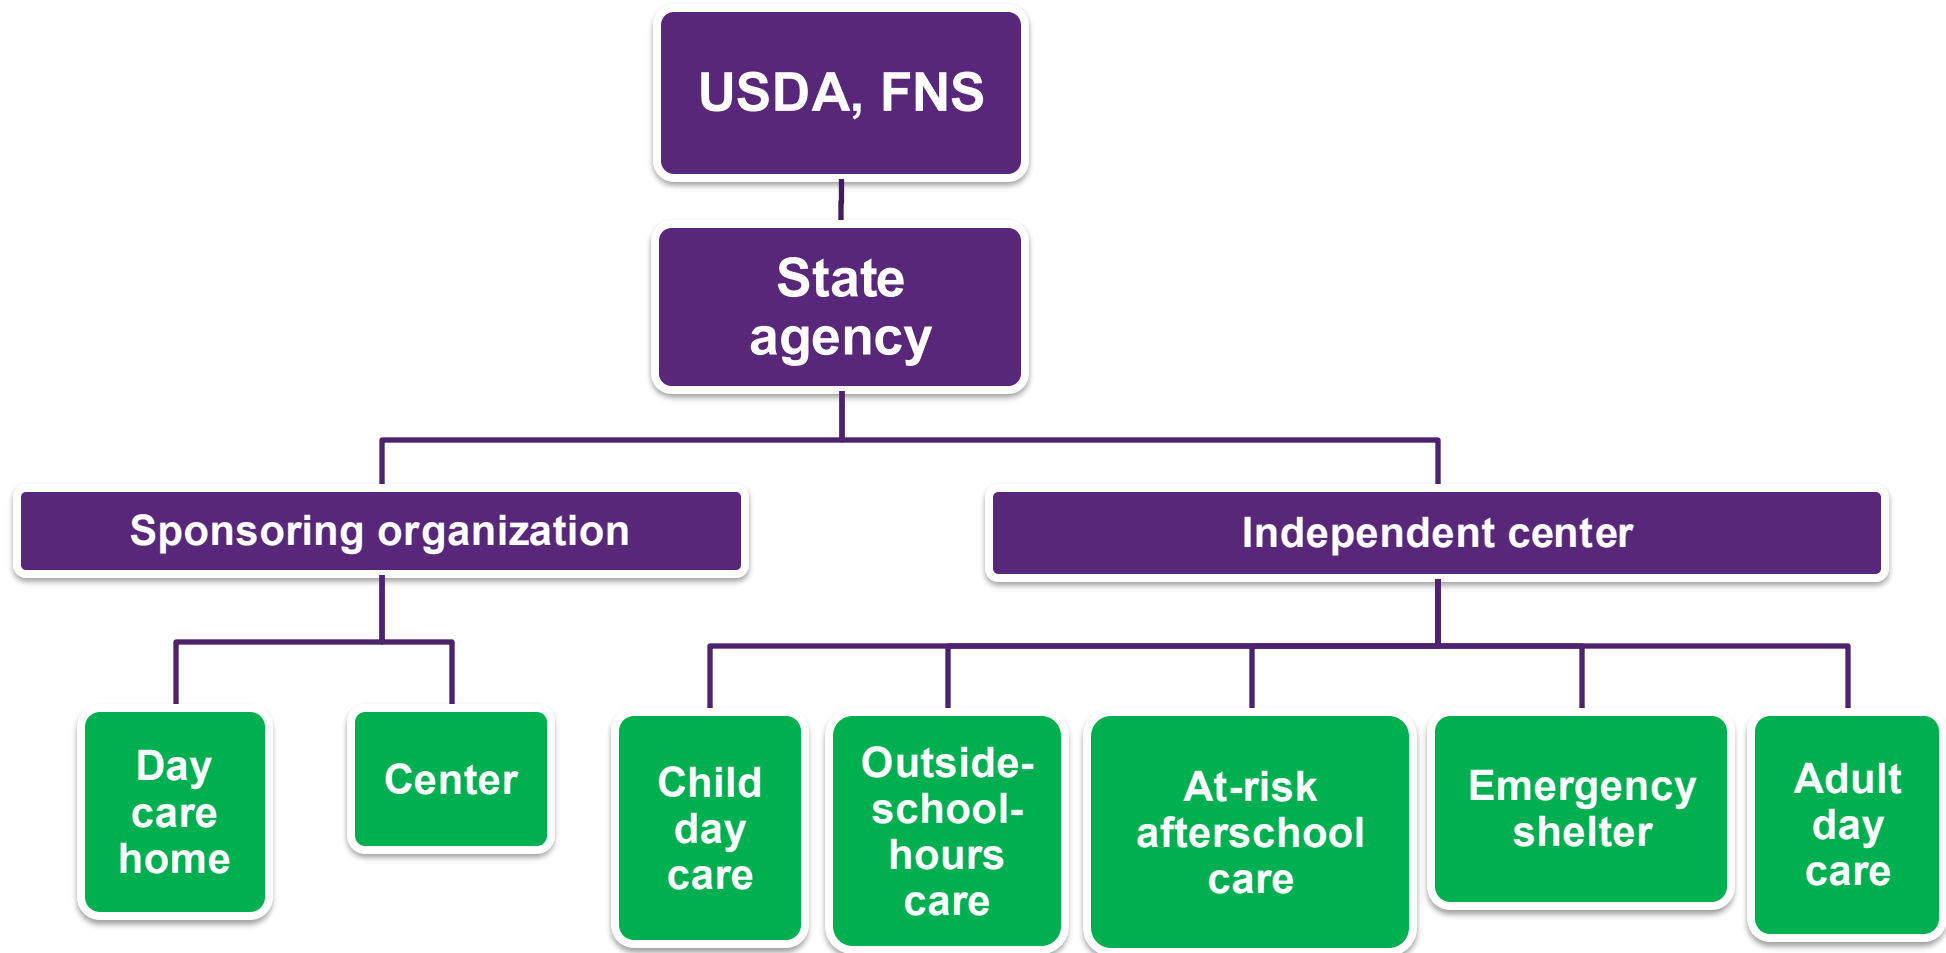 USDA, FNS
State
agency
Sponsoring organization
Independent center
Day
care
home
Center
Child
day
care
Outside-
school-
hours
care
At-risk
afterschool
care
Emergency
shelter
Adult
day
care